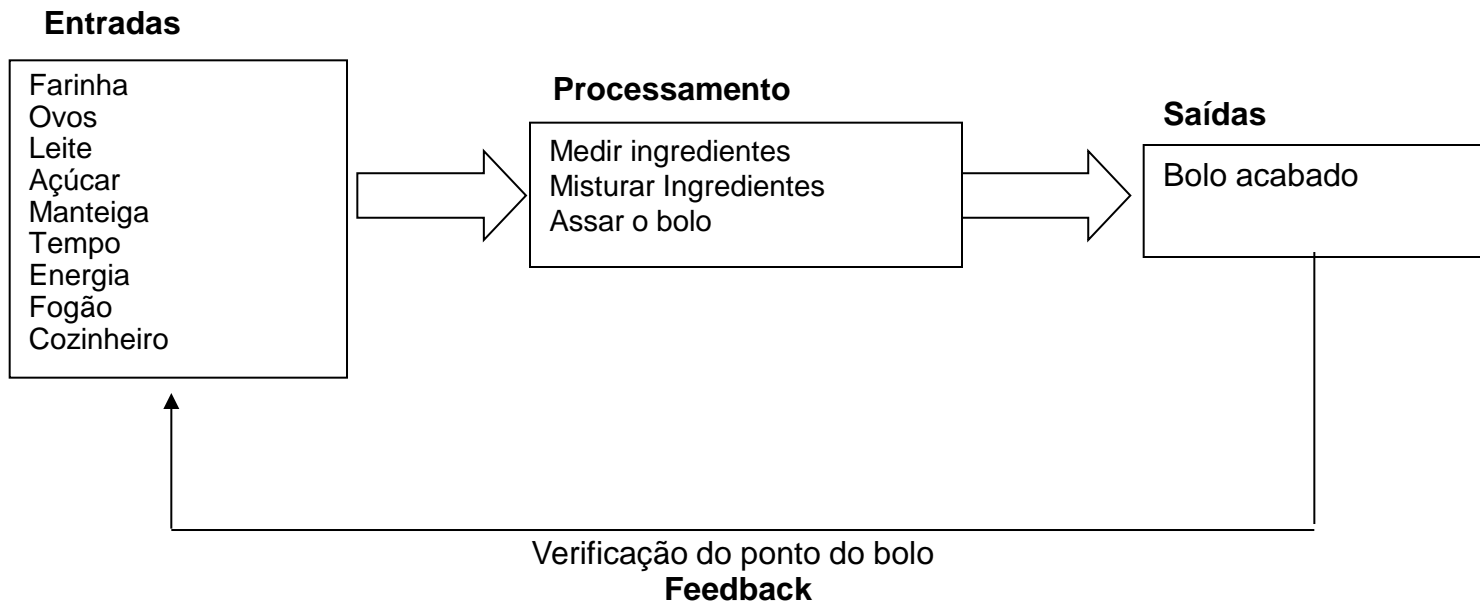 Entradas
Farinha
Ovos
Leite
Açúcar
Manteiga
Tempo
Energia
Fogão
Cozinheiro
Processamento
Medir ingredientes
Misturar Ingredientes
Assar o bolo
Saídas
Bolo acabado
Verificação do ponto do bolo
Feedback